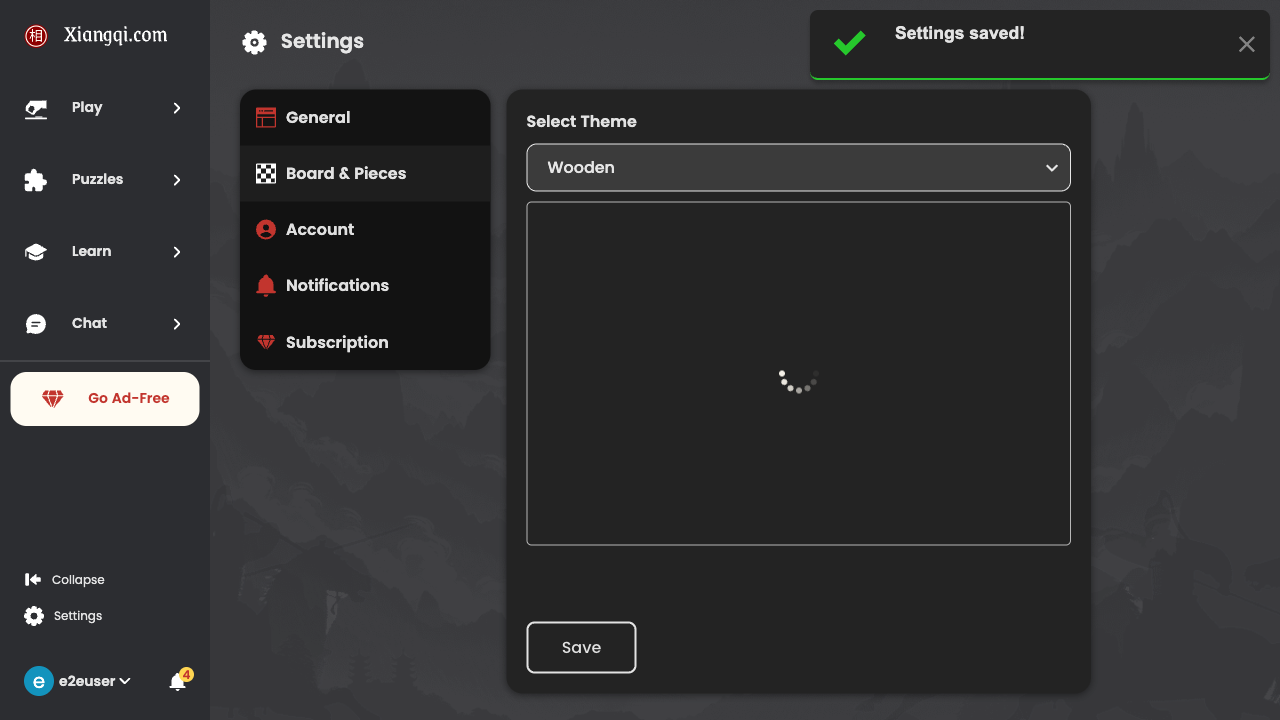 相 Xiangqi.com
Play
Puzzles
Learn
Chat
Go Ad-Free
Collapse
Settings
e e2euser
4
Settings
General
Board & Pieces
Account
Notifications
Subscription
Select Theme
Wooden
Save
Settings saved!